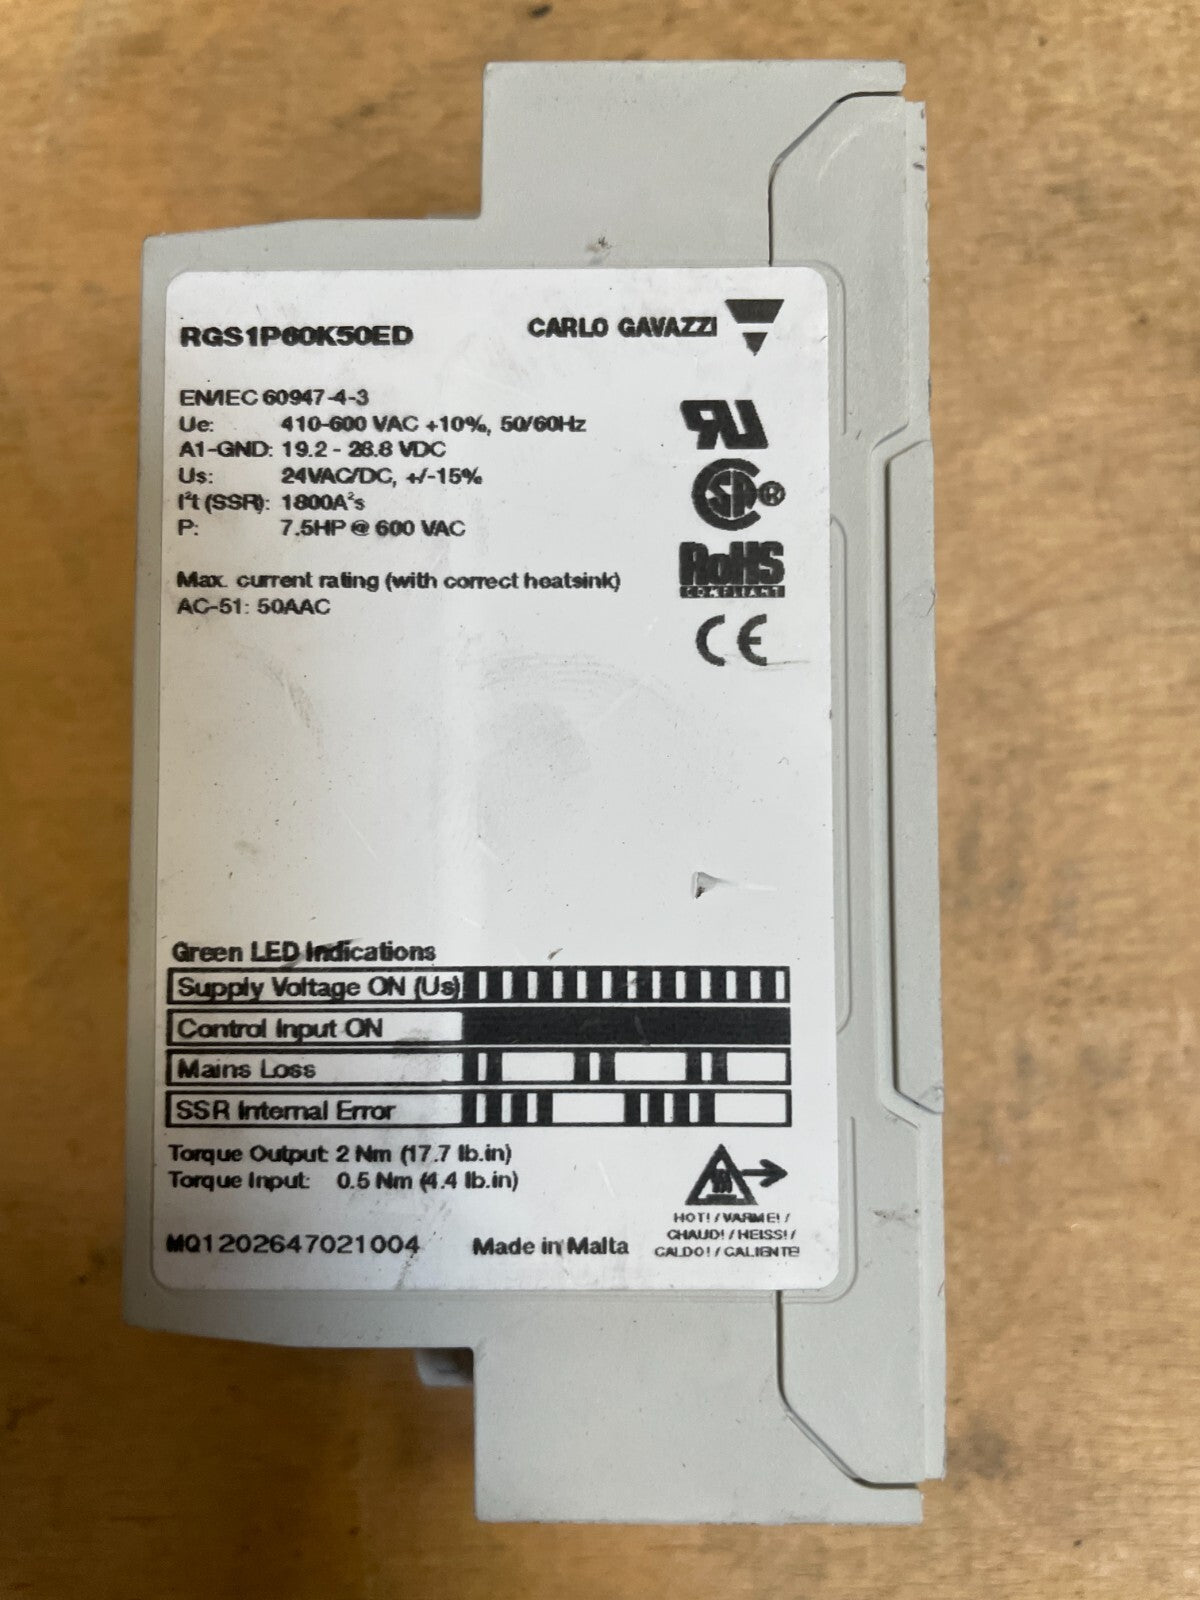 RGS1P60K50ED
CARLO GAVAZZI
EN/IEC 60947-4-3
Ue: 410-600 VAC +10%, 50/60Hz
A1-GND: 19.2 - 28.8 VDC
Us: 24VAC/DC, +/-15%
I²t (SSR): 1800A²s
P: 7.5HP @ 600 VAC
Max. current rating (with correct heatsink)
AC-51: 50AAC
RU
SA®
RoHS
COMPLIANT
CE
Green LED Indications
Supply Voltage ON (Us)
Control Input ON
Mains Loss
SSR Internal Error
Torque Output: 2 Nm (17.7 lb.in)
Torque Input: 0.5 Nm (4.4 lb.in)
MQ1202647021004 Made in Malta
HOT! / VARME! /
CHAUD! / HEISS! /
CALDO! / CALIENTE!